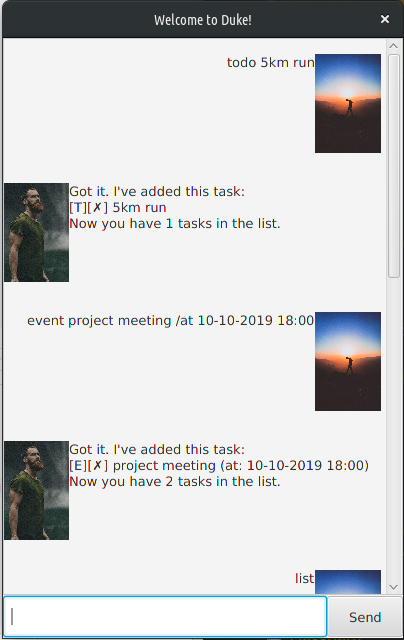 Welcome to Duke!
todo 5km run
Got it. I've added this task:
[T][✗] 5km run
Now you have 1 tasks in the list.
event project meeting /at 10-10-2019 18:00
Got it. I've added this task:
[E][✗] project meeting (at: 10-10-2019 18:00)
Now you have 2 tasks in the list.
list
Send